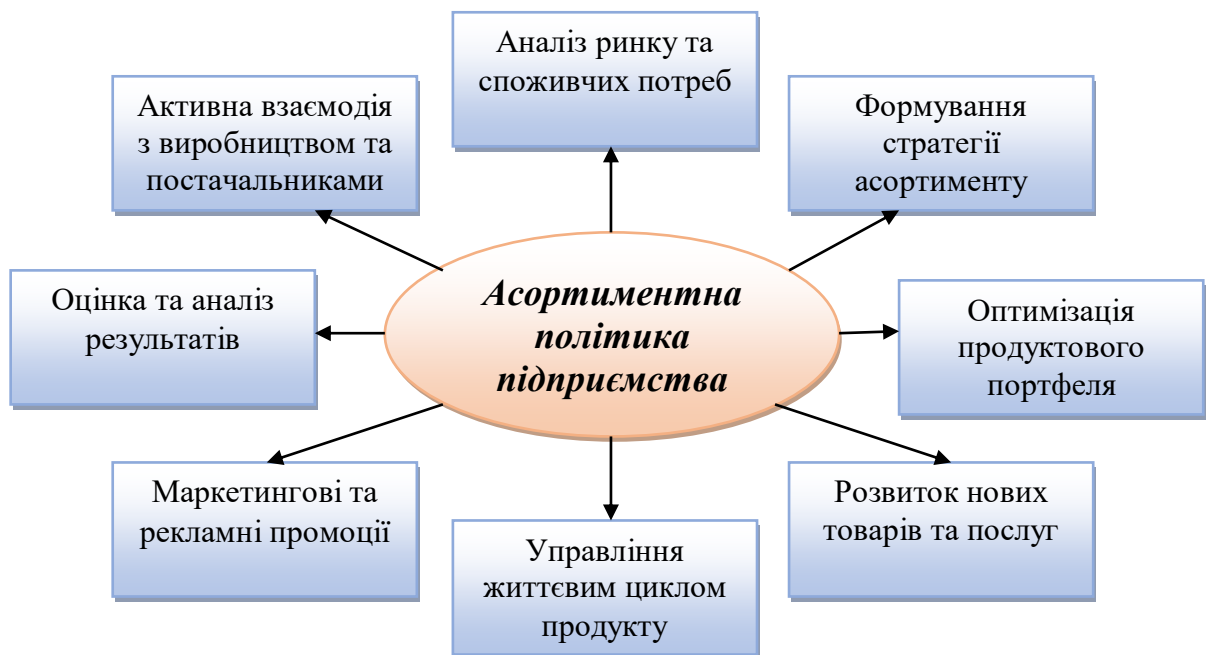 Аналіз ринку та
споживчих потреб
Активна взаємодія
з виробництвом та
постачальниками
Формування
стратегії
асортименту
Оцінка та аналіз
результатів
Асортиментна
політика
підприємства
Оптимізація
продуктового
портфеля
Маркетингові та
рекламні промоції
Управління
життєвим циклом
продукту
Розвиток нових
товарів та послуг